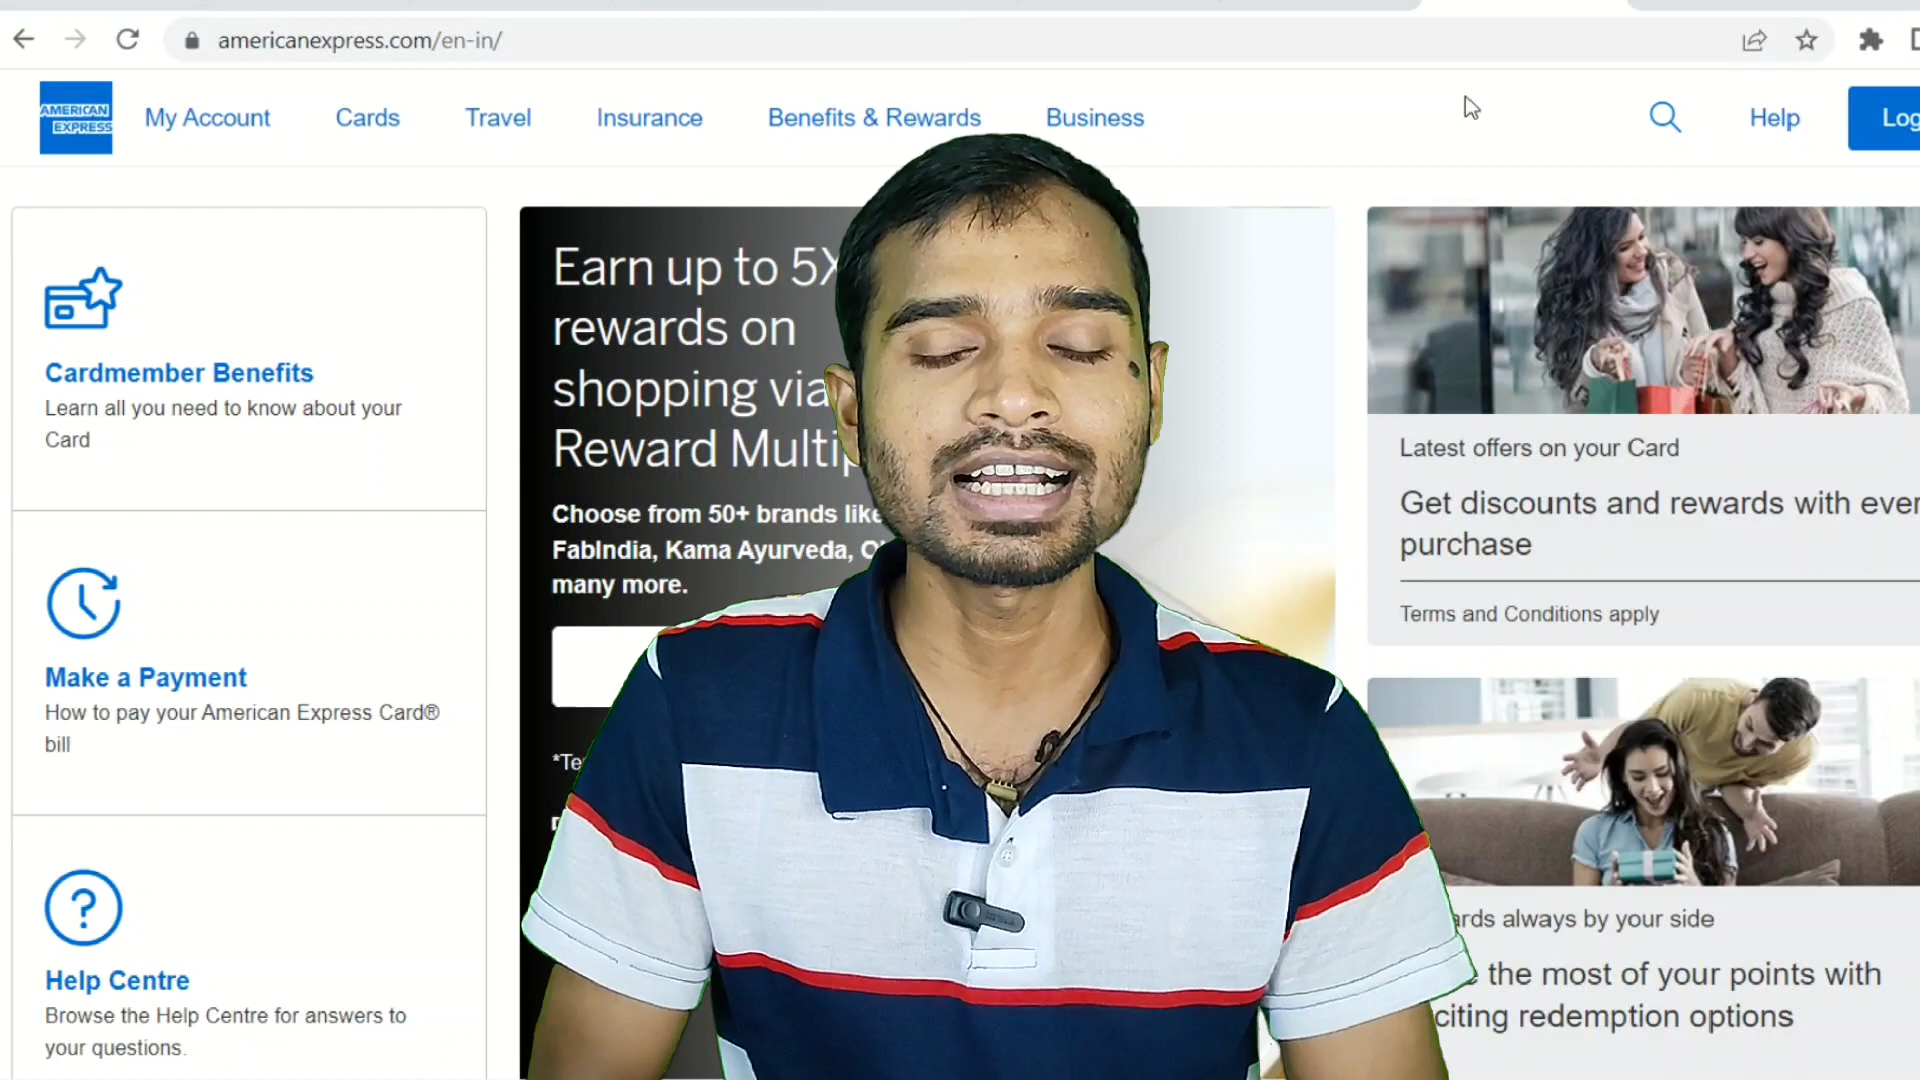 americanexpress.com/en-in/
AMERICAN
EXPRESS
My Account
Cards
Travel
Insurance
Benefits & Rewards
Business
Help
Cardmember Benefits
Learn all you need to know about your
Card
Make a Payment
How to pay your American Express Card®
bill
Help Centre
Browse the Help Centre for answers to
your questions.
Earn up to 5X
rewards on
shopping via
Reward
Choose from 50+ brands like
FabIndia, Kama Ayurveda,
many more.
Latest offers on your Card
Get discounts and rewards with
purchase
Terms and Conditions apply
always by your side
the most of your points with
redemption options